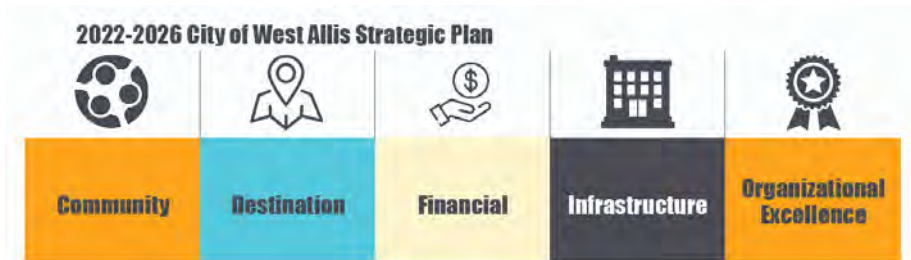 2022-2026 City of West Allis Strategic Plan
$
Community
Destination
Financial
Infrastructure
Organizational
Excellence